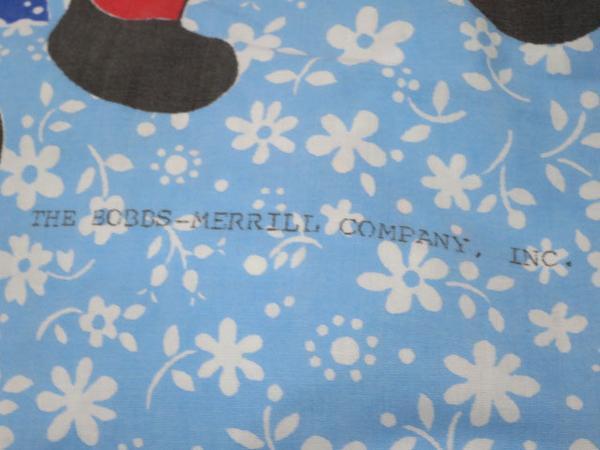 THE BOBBS-MERRILL COMPANY, INC.